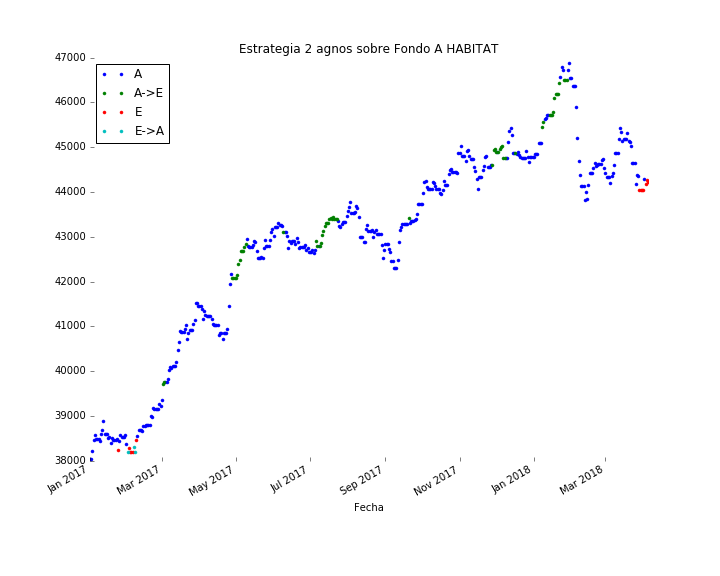 Estrategia 2 agnos sobre Fondo A HABITAT
47000
46000
45000
44000
43000
42000
41000
40000
39000
38000
A
A->E
E
E->A
Jan 2017
Mar 2017
May 2017
Jul 2017
Sep 2017
Nov 2017
Jan 2018
Mar 2018
Fecha